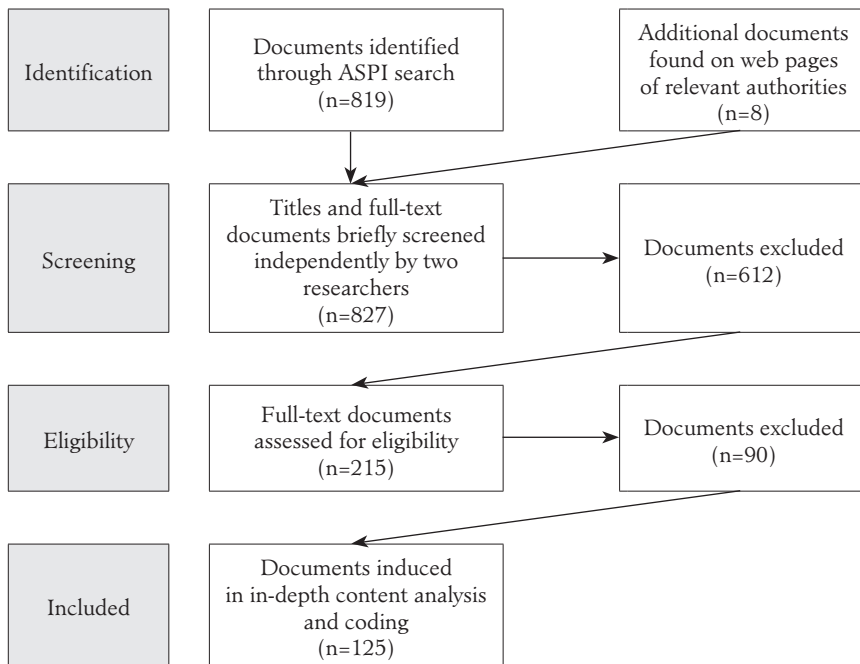 Identification
Documents identified
through ASPI search
(n=819)
Additional documents
found on web pages
of relevant authorities
(n=8)
Screening
Titles and full-text
documents briefly screened
independently by two
researchers
(n=827)
Documents excluded
(n=612)
Eligibility
Full-text documents
assessed for eligibility
(n=215)
Documents excluded
(n=90)
Included
Documents induced
in in-depth content analysis
and coding
(n=125)